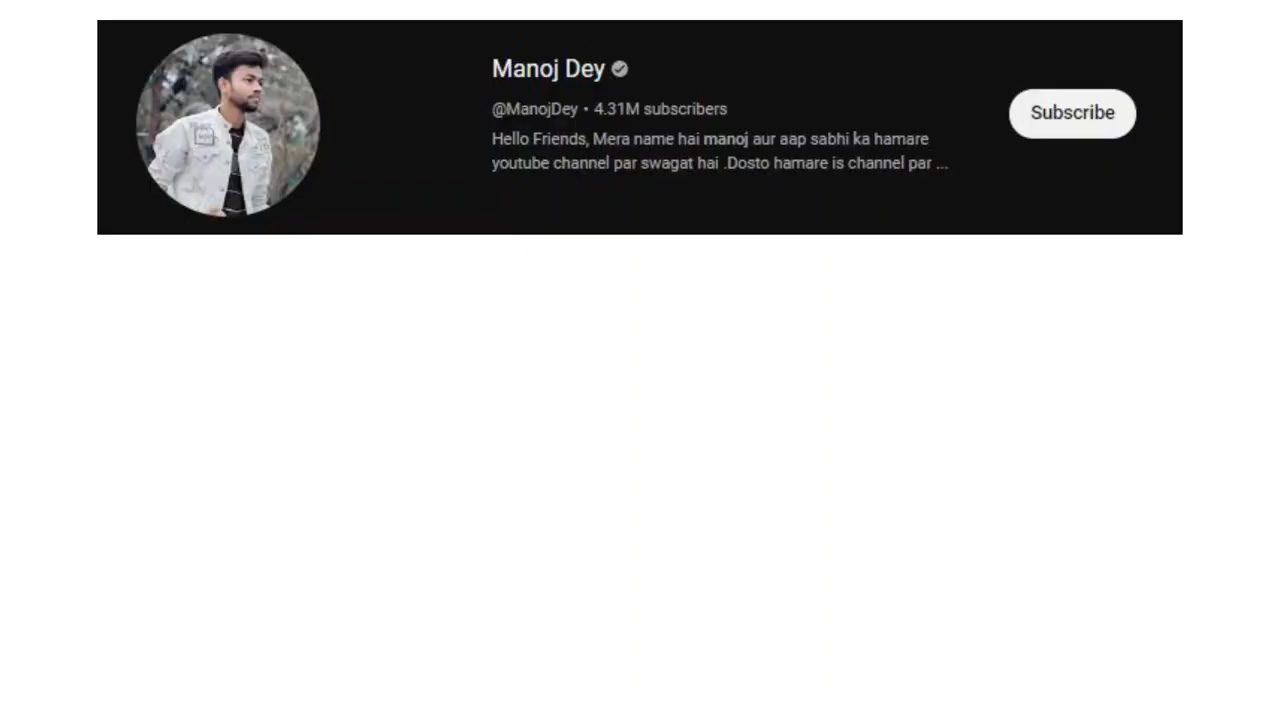 Manoj Dey
@ManojDey • 4.31M subscribers
Hello Friends, Mera name hai manoj aur aap sabhi ka hamare
youtube channel par swagat hai .Dosto hamare is channel par ...
Subscribe